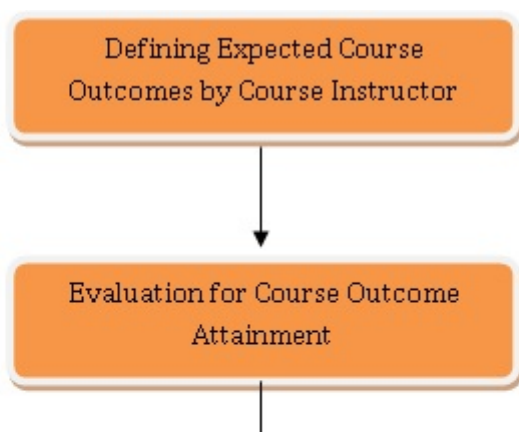 Defining Expected Course
Outcomes by Course Instructor
Evaluation for Course Outcome
Attainment